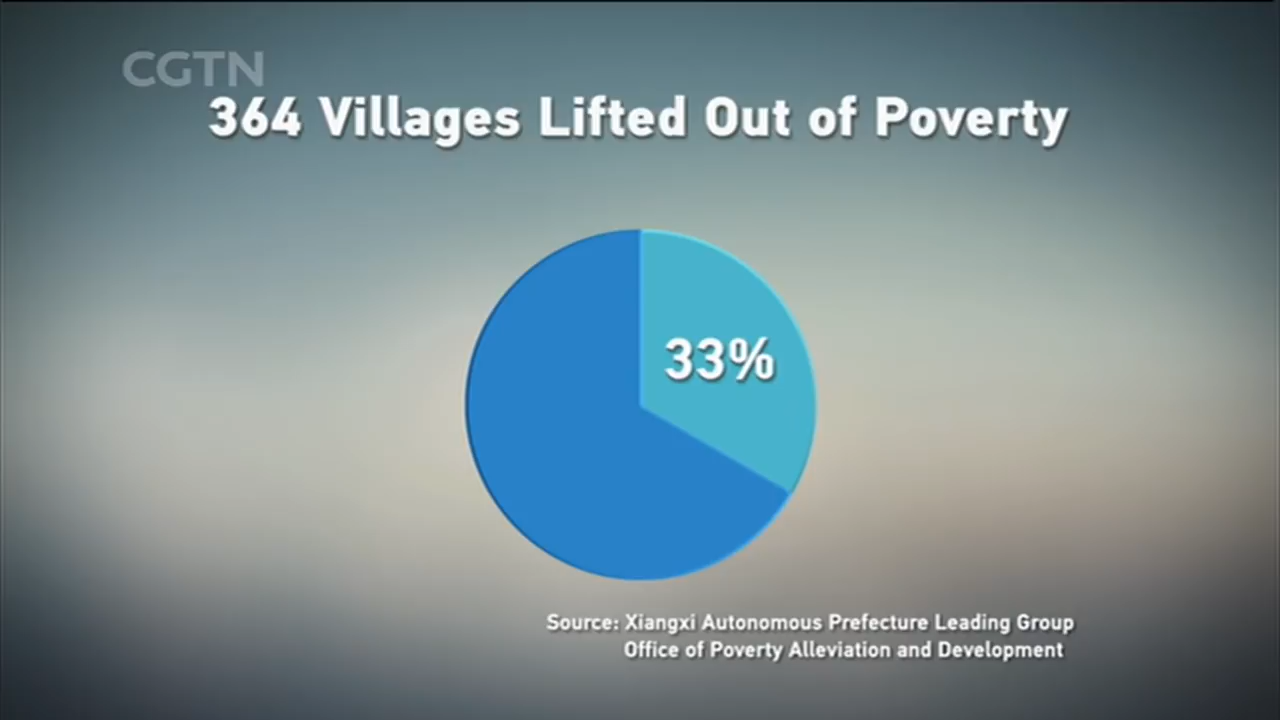 CGTN
364 Villages Lifted Out of Poverty
33%
Source: Xiangxi Autonomous Prefecture Leading Group
Office of Poverty Alleviation and Development